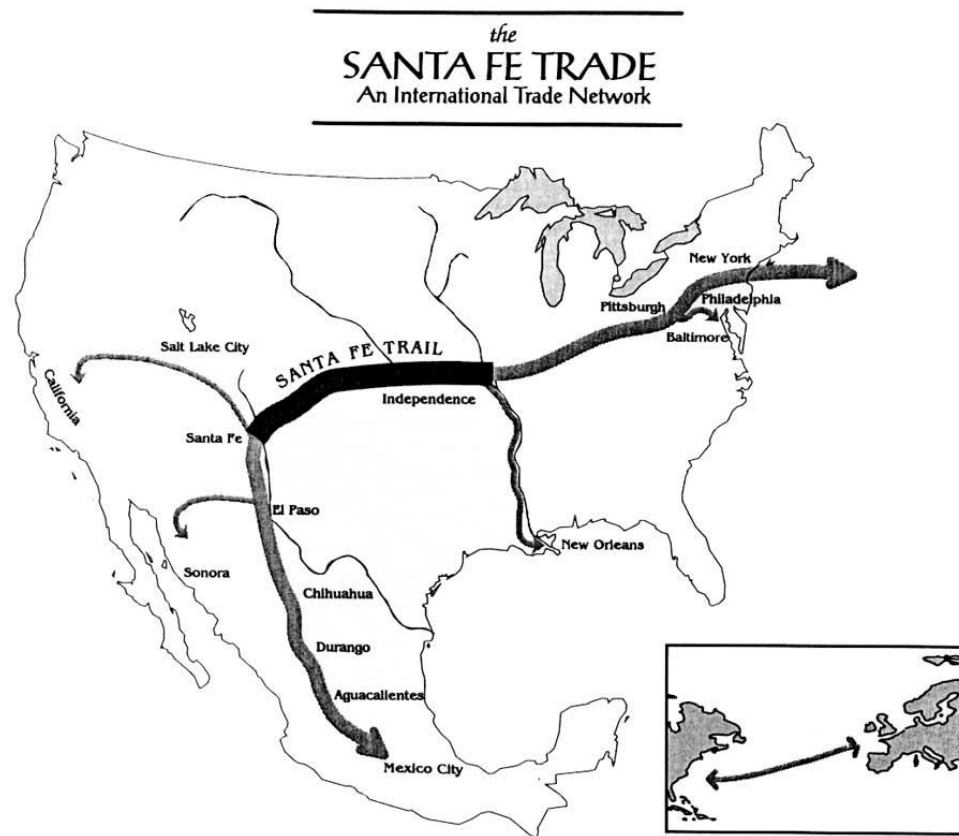 the
SANTA FE TRADE
An International Trade Network
New York
Pittsburgh
Philadelphia
Baltimore
Salt Lake City
SANTA FE TRAIL
California
Independence
Santa Fe
El Paso
New Orleans
Sonora
Chihuahua
Durango
Aguacalientes
Mexico City